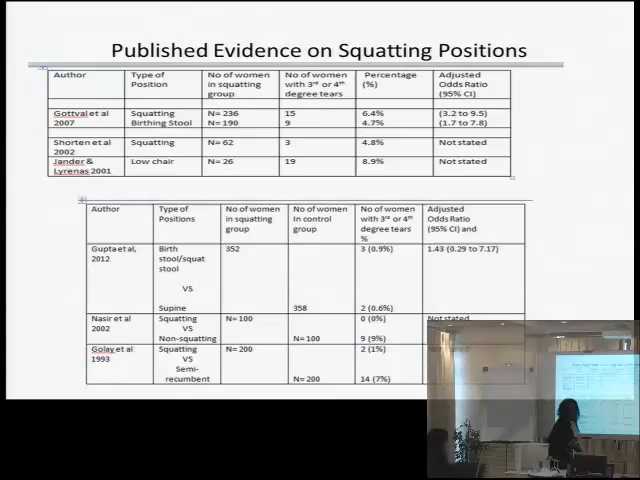 Published Evidence on Squatting Positions
Author Type of Position No of women in squatting group No of women with 3rd or 4th degree tears Percentage (%) Adjusted Odds Ratio (95% CI)
Gottval et al 2007 Squatting N= 236 15 6.4% (3.2 to 9.5)
Birthing Stool N= 190 9 4.7% (1.7 to 7.8)
Shorten et al 2002 Squatting N= 62 3 4.8% Not stated
Jander & Lyrenas 2001 Low chair N= 26 19 8.9% Not stated
Author Type of Positions No of women in squatting group No of women In control group No of women with 3rd or 4th degree tears % Adjusted Odds Ratio (95% CI) and
Gupta et al, 2012 Birth stool/squat stool 352 3 (0.9%) 1.43 (0.29 to 7.17)
VS
Supine 358 2 (0.6%)
Nasir et al 2002 Squatting N= 100 0 (0%) Not stated
VS
Non-squatting N= 100 9 (9%)
Golay et al 1993 Squatting N= 200 2 (1%)
VS
Semi-recumbent N= 200 14 (7%)